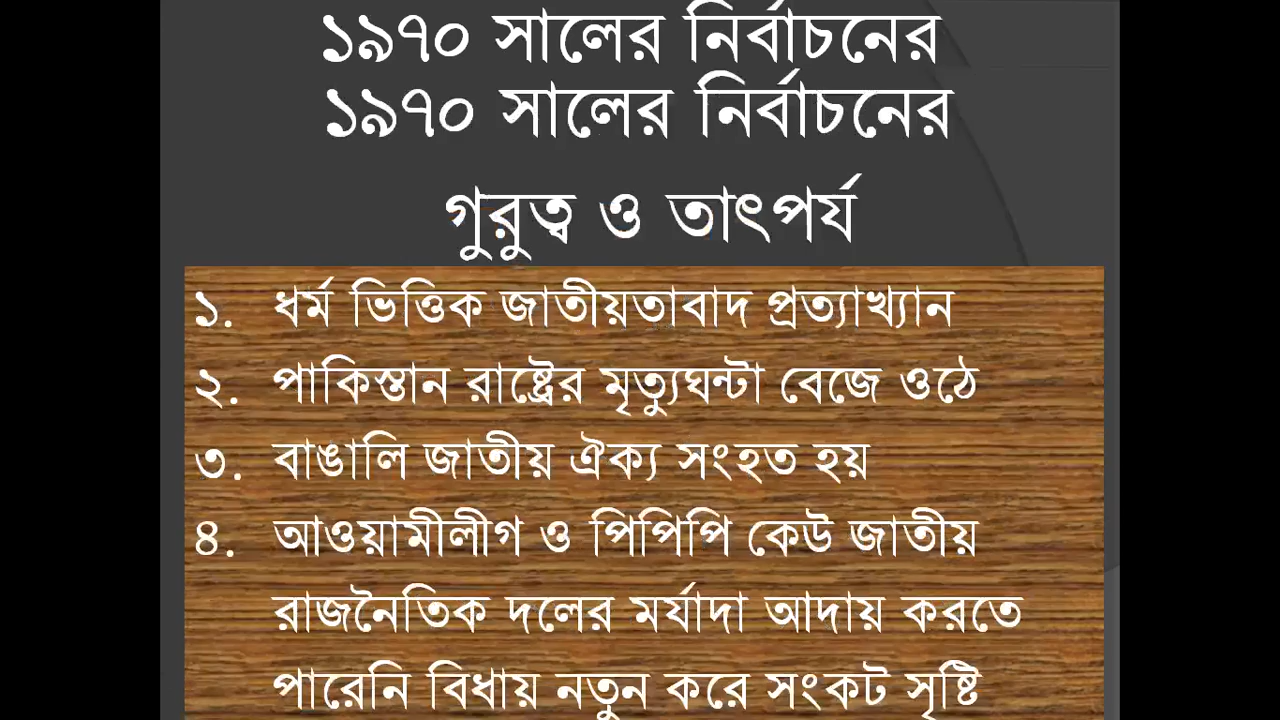 ১৯৭০ সালের নির্বাচনের
১৯৭০ সালের নির্বাচনের
গুরুত্ব ও তাৎপর্য
১. ধর্ম ভিত্তিক জাতীয়তাবাদ প্রত্যাখ্যান
২. পাকিস্তান রাষ্ট্রের মৃত্যুঘন্টা বেজে ওঠে
৩. বাঙালি জাতীয় ঐক্য সংহত হয়
৪. আওয়ামীলীগ ও পিপিপি কেউ জাতীয়
রাজনৈতিক দলের মর্যাদা আদায় করতে
পারেনি বিধায় নতুন করে সংকট সৃষ্টি